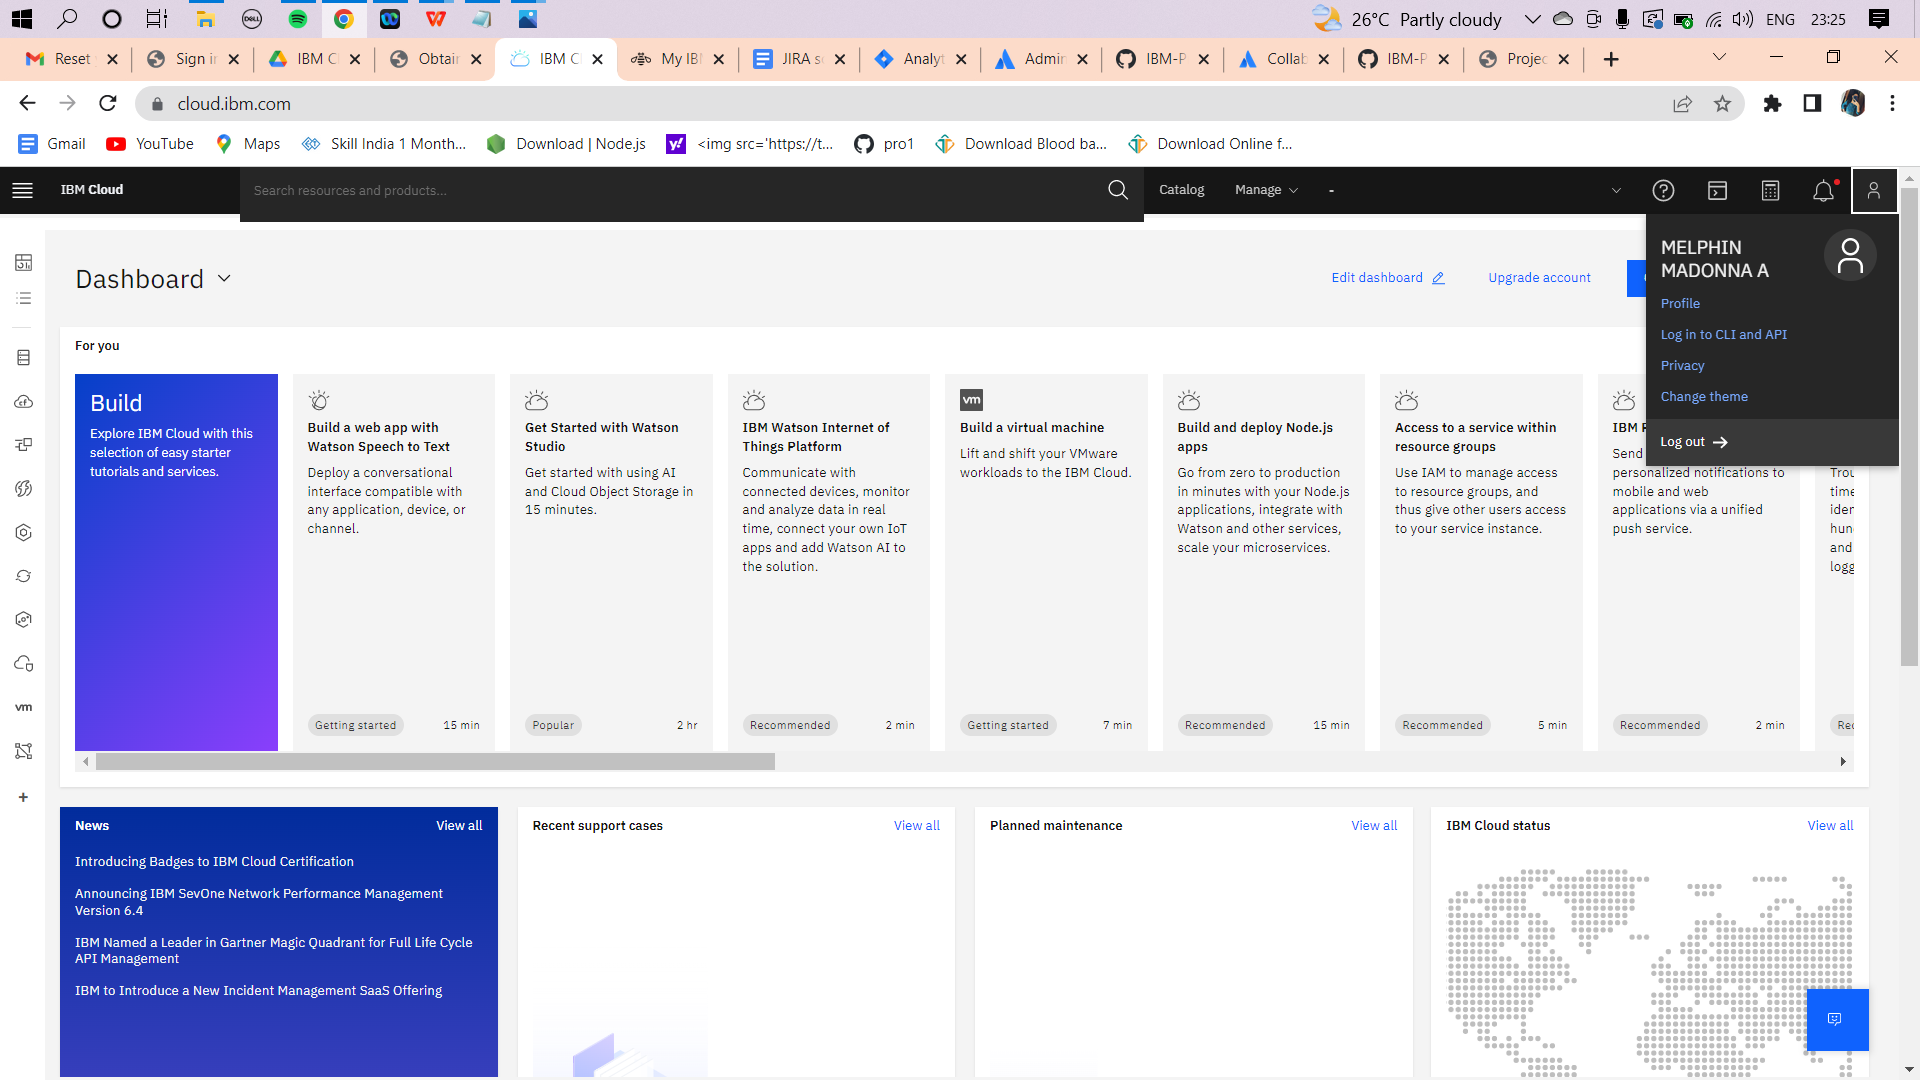 26°C Partly cloudy
ENG
23:25
Reset
Sign in
IBM Cl
Obtain
IBM Cl
My IBM
JIRA so
Analyt
Admin
IBM-P
Collab
IBM-P
Projec
cloud.ibm.com
Gmail
YouTube
Maps
Skill India 1 Month...
Download | Node.js
<img src='https://t...
pro1
Download Blood ba...
Download Online f...
IBM Cloud
Search resources and products...
Catalog
Manage
-
MELPHIN
MADONNA A
Profile
Log in to CLI and API
Privacy
Change theme
Log out
Dashboard
Edit dashboard
Upgrade account
For you
Build
Explore IBM Cloud with this
selection of easy starter
tutorials and services.
Build a web app with
Watson Speech to Text
Deploy a conversational
interface compatible with
any application, device, or
channel.
Getting started
15 min
Get Started with Watson
Studio
Get started with using AI
and Cloud Object Storage in
15 minutes.
Popular
2 hr
IBM Watson Internet of
Things Platform
Communicate with
connected devices, monitor
and analyze data in real
time, connect your own IoT
apps and add Watson AI to
the solution.
Recommended
2 min
vm
Build a virtual machine
Lift and shift your VMware
workloads to the IBM Cloud.
Getting started
7 min
Build and deploy Node.js
apps
Go from zero to production
in minutes with your Node.js
applications, integrate with
Watson and other services,
scale your microservices.
Recommended
15 min
Access to a service within
resource groups
Use IAM to manage access
to resource groups, and
thus give other users access
to your service instance.
Recommended
5 min
IBM
Send
personalized notifications to
mobile and web
applications via a unified
push service.
Recommended
2 min
Trou
time
iden
hun
and
logg
Rec
vm
News
View all
Introducing Badges to IBM Cloud Certification
Announcing IBM SevOne Network Performance Management
Version 6.4
IBM Named a Leader in Gartner Magic Quadrant for Full Life Cycle
API Management
IBM to Introduce a New Incident Management SaaS Offering
Recent support cases
View all
Planned maintenance
View all
IBM Cloud status
View all